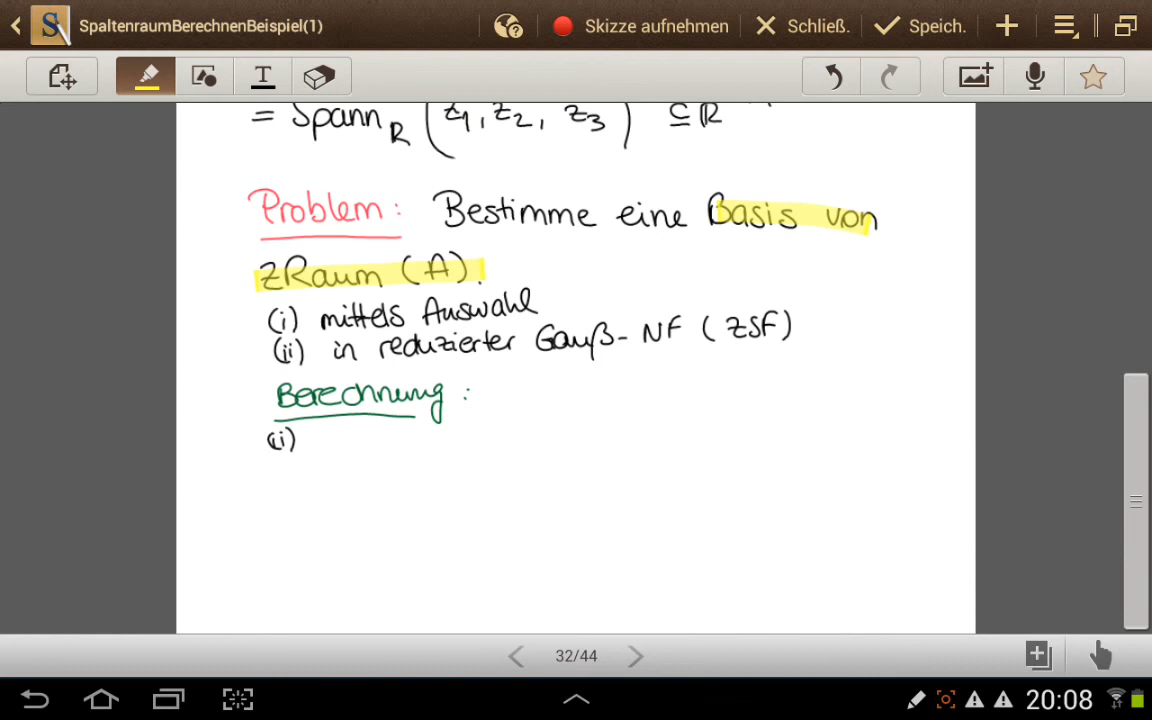 SpaltenraumBerechnenBeispiel(1)
Skizze aufnehmen
Schließ.
Speich.
= Spann_R (z1, z2, z3) ⊆ ℝ
Problem: Bestimme eine Basis von
ZRaum (A).
(i) mittels Auswahl
(ii) in reduzierter Gauß-NF (ZSF)
Berechnung:
(ii)
32/44
20:08